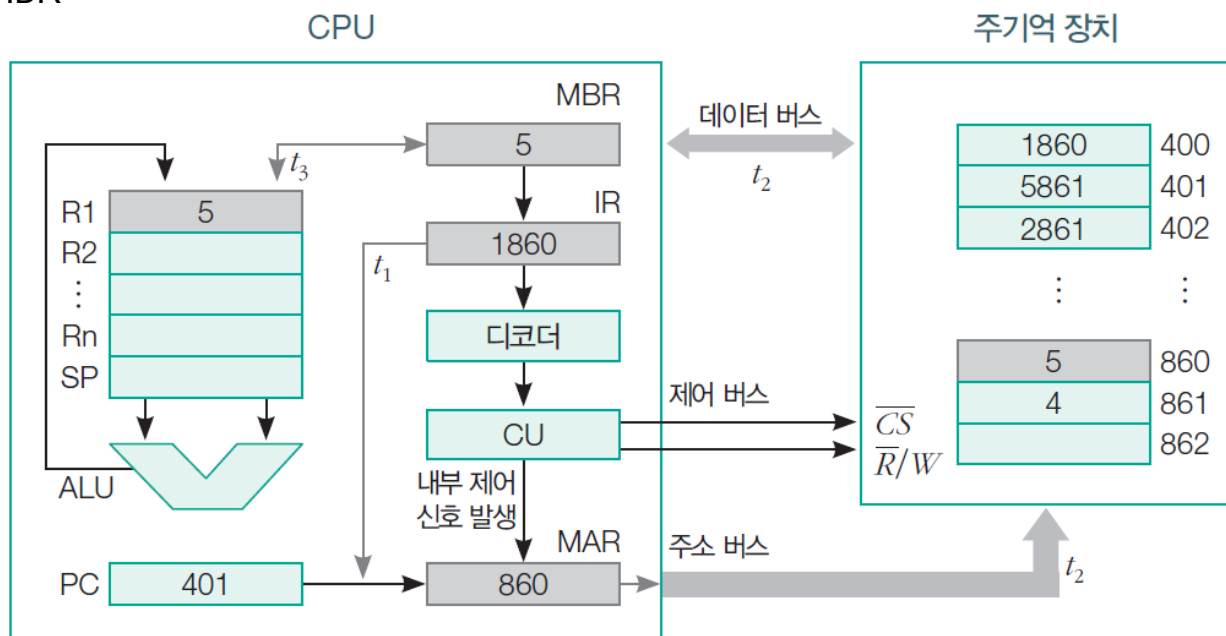 CPU
주기억 장치
MBR
5
데이터 버스
t₂
t₃
IR
1860
t₁
R1
5
R2
⋮
Rn
SP
디코더
CU
제어 버스
C̅S̅
R̅/W
ALU
내부 제어
신호 발생
MAR
860
주소 버스
t₂
PC
401
1860 400
5861 401
2861 402
⋮ ⋮
5 860
4 861
862